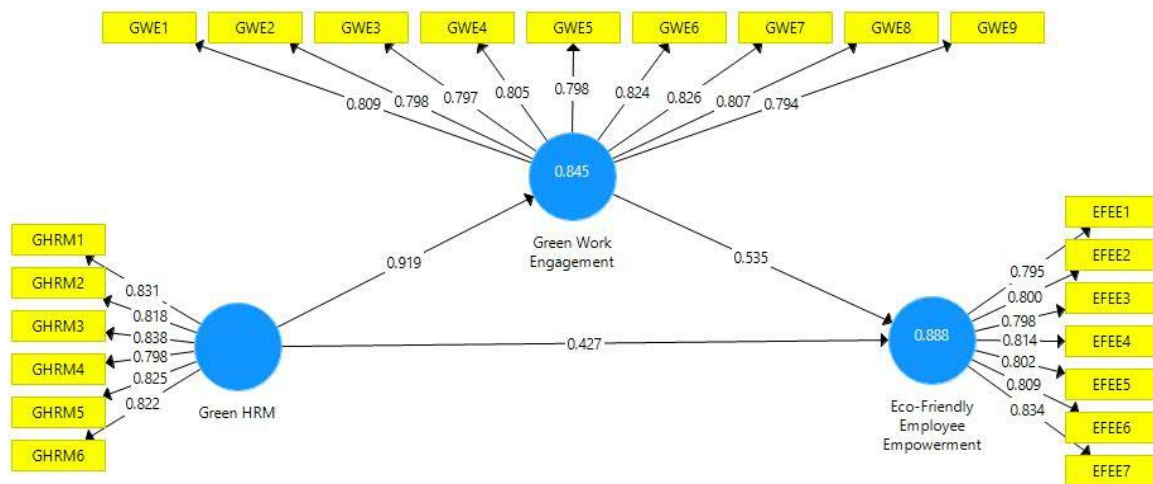 GWE1 GWE2 GWE3 GWE4 GWE5 GWE6 GWE7 GWE8 GWE9
0.809 0.798 0.797 0.805 0.798 0.824 0.826 0.807 0.794
0.845
Green Work
Engagement
GHRM1
GHRM2
GHRM3
GHRM4
GHRM5
GHRM6
0.831
0.818
0.838
0.798
0.825
0.822
Green HRM
0.919
0.535
0.427
0.888
Eco-Friendly
Employee
Empowerment
0.795
0.800
0.798
0.814
0.802
0.809
0.834
EFEE1
EFEE2
EFEE3
EFEE4
EFEE5
EFEE6
EFEE7